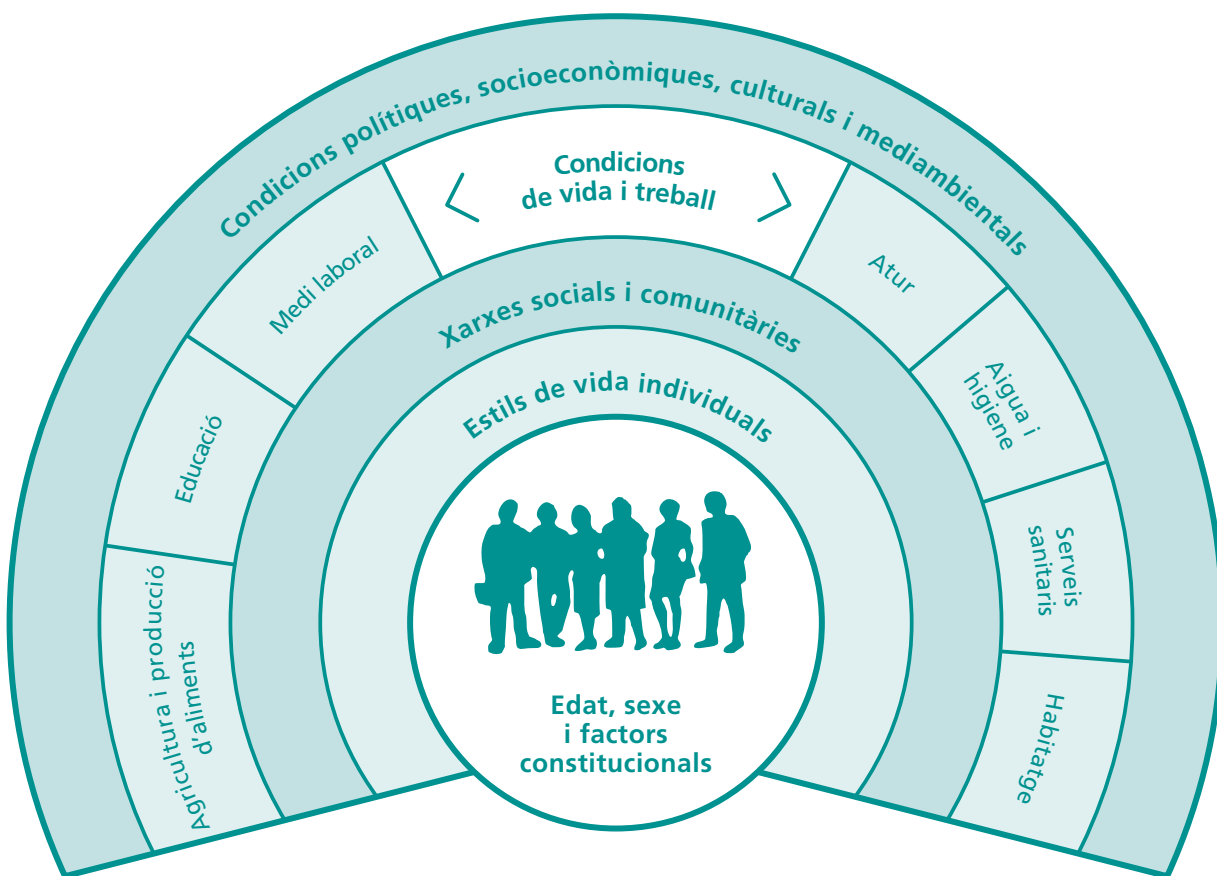 Condicions polítiques, socioeconòmiques, culturals i mediambientals
Condicions
de vida i treball
Agricultura i producció
d'aliments
Educació
Medi laboral
Atur
Aigua i
higiene
Serveis
sanitaris
Habitatge
Xarxes socials i comunitàries
Estils de vida individuals
Edat, sexe
i factors
constitucionals